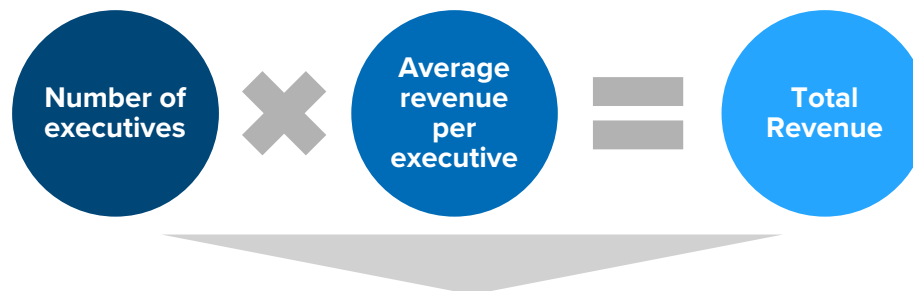 Number of
executives
Average
revenue
per
executive
Total
Revenue